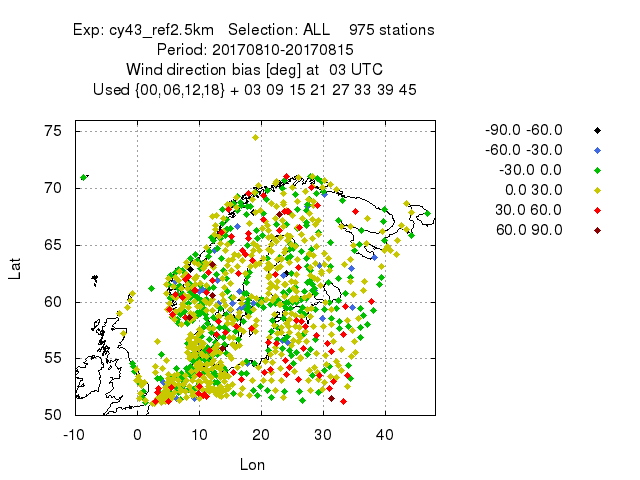 Exp: cy43_ref2.5km   Selection: ALL    975 stations
Period: 20170810-20170815
Wind direction bias [deg] at  03 UTC
Used {00,06,12,18} + 03 09 15 21 27 33 39 45
75
70
65
60
55
50
Lat
-10 0 10 20 30 40
Lon
-90.0 -60.0
-60.0 -30.0
-30.0 0.0
0.0 30.0
30.0 60.0
60.0 90.0